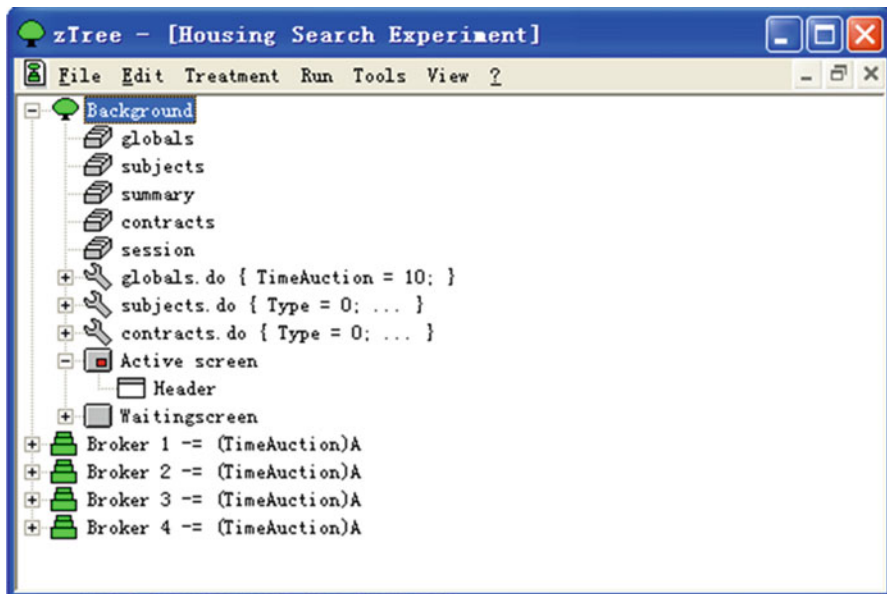 zTree - [Housing Search Experiment]
File Edit Treatment Run Tools View ?
Background
globals
subjects
summary
contracts
session
globals.do { TimeAuction = 10; }
subjects.do { Type = 0; ... }
contracts.do { Type = 0; ... }
Active screen
Header
Waitingscreen
Broker 1 -= (TimeAuction)A
Broker 2 -= (TimeAuction)A
Broker 3 -= (TimeAuction)A
Broker 4 -= (TimeAuction)A